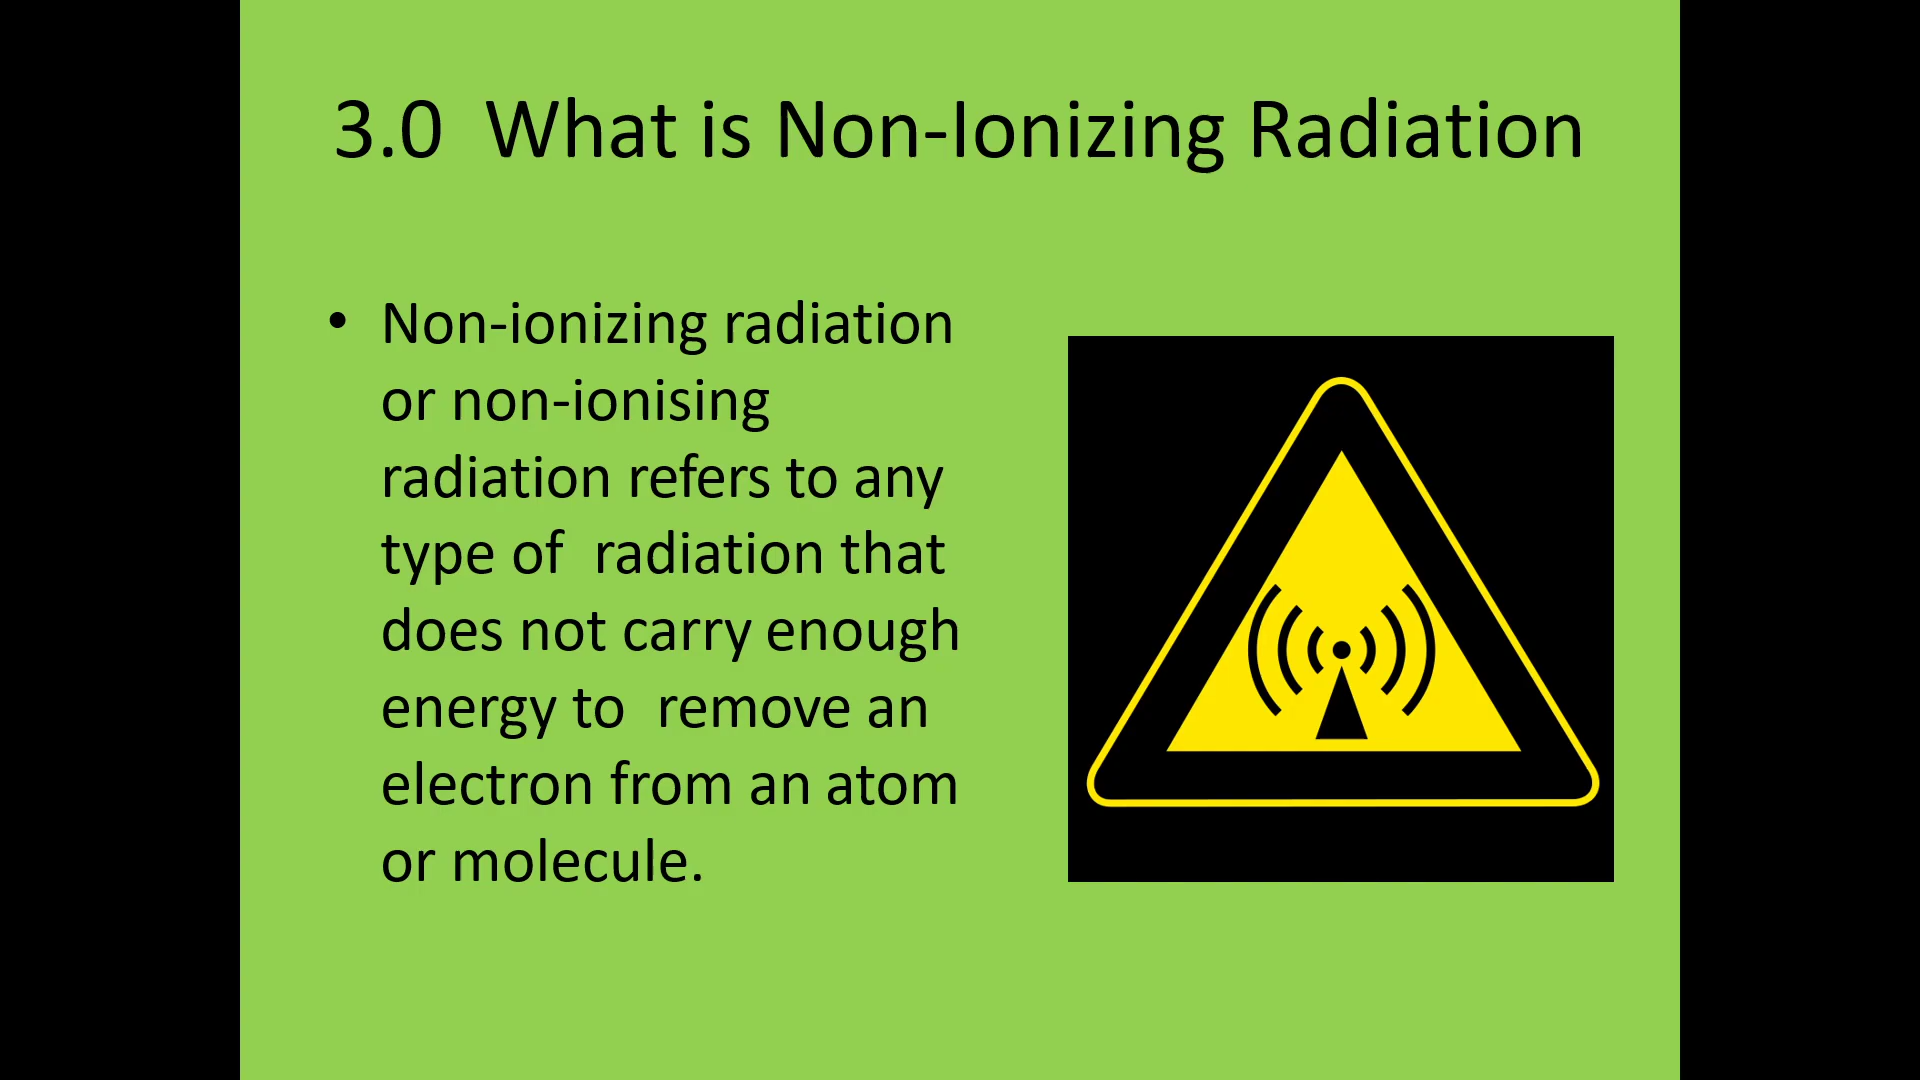 3.0  What is Non-Ionizing Radiation
• Non-ionizing radiation
or non-ionising
radiation refers to any
type of  radiation that
does not carry enough
energy to  remove an
electron from an atom
or molecule.